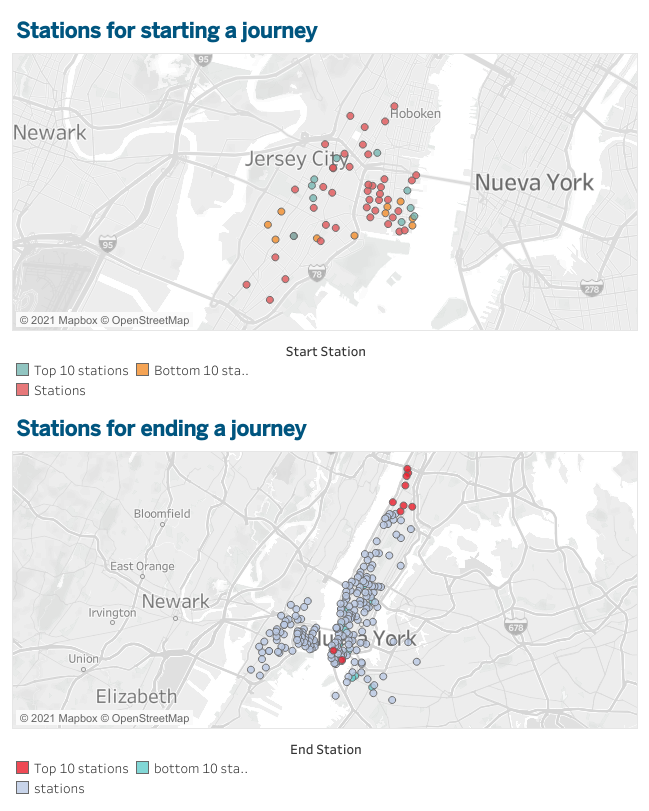 Stations for starting a journey
95
Hoboken
Newark
Jersey City
Nueva York
95
78
278
© 2021 Mapbox © OpenStreetMap
Start Station
Top 10 stations
Bottom 10 sta..
Stations
Stations for ending a journey
Bloomfield
East Orange
Newark
Irvington
678
York
Union
Elizabeth
© 2021 Mapbox © OpenStreetMap
End Station
Top 10 stations
bottom 10 sta..
stations